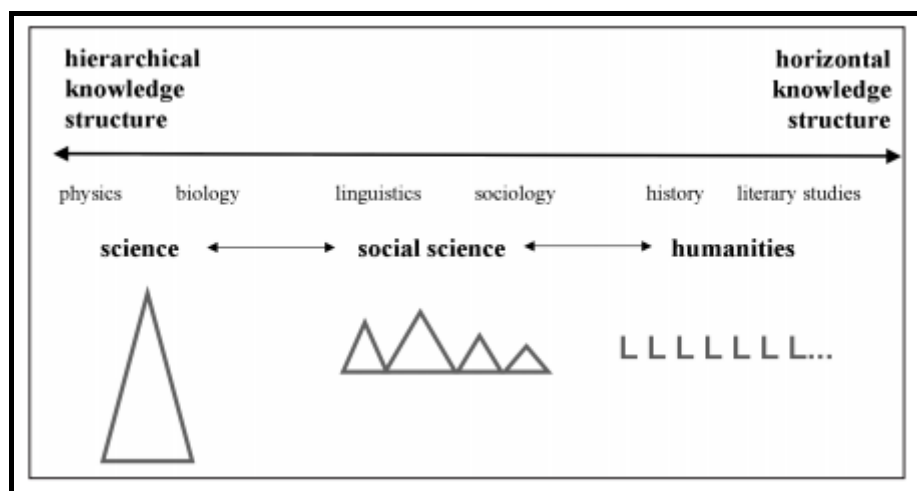 hierarchical
knowledge
structure
horizontal
knowledge
structure
physics biology linguistics sociology history literary studies
science social science humanities
L L L L L L L...